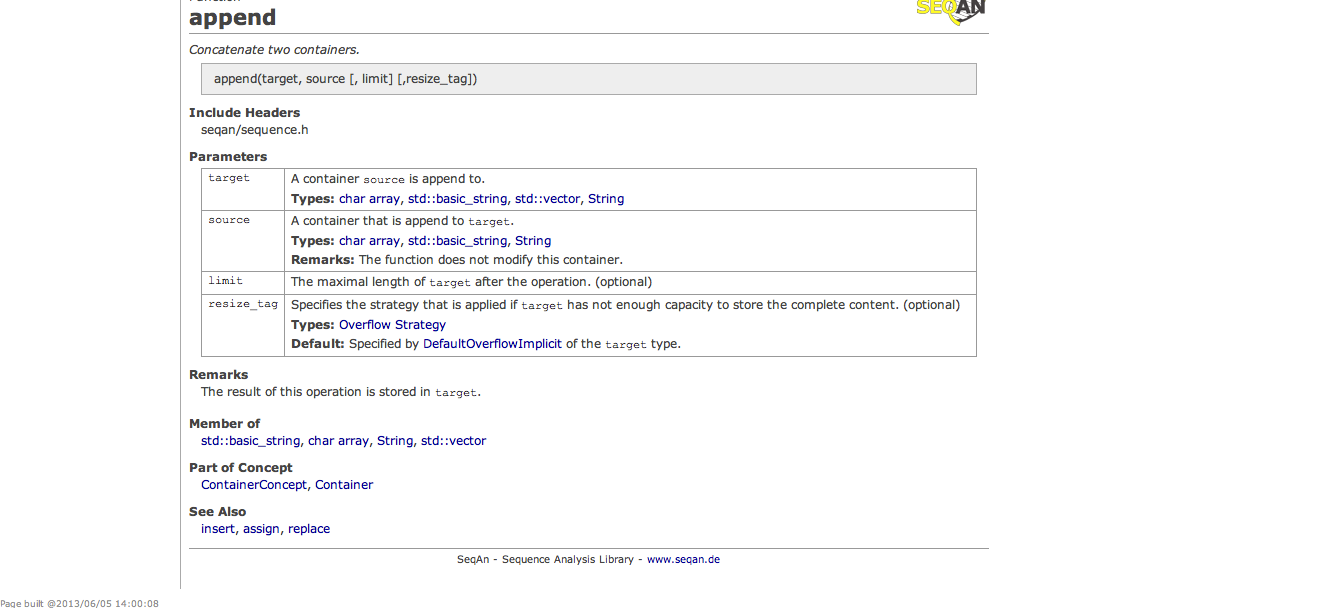 append
SEQAN
Concatenate two containers.
append(target, source [, limit] [,resize_tag])
Include Headers
seqan/sequence.h
Parameters
target
A container source is append to.
Types: char array, std::basic_string, std::vector, String
source
A container that is append to target.
Types: char array, std::basic_string, String
Remarks: The function does not modify this container.
limit
The maximal length of target after the operation. (optional)
resize_tag
Specifies the strategy that is applied if target has not enough capacity to store the complete content. (optional)
Types: Overflow Strategy
Default: Specified by DefaultOverflowImplicit of the target type.
Remarks
The result of this operation is stored in target.
Member of
std::basic_string, char array, String, std::vector
Part of Concept
ContainerConcept, Container
See Also
insert, assign, replace
SeqAn - Sequence Analysis Library - www.seqan.de
Page built @2013/06/05 14:00:08